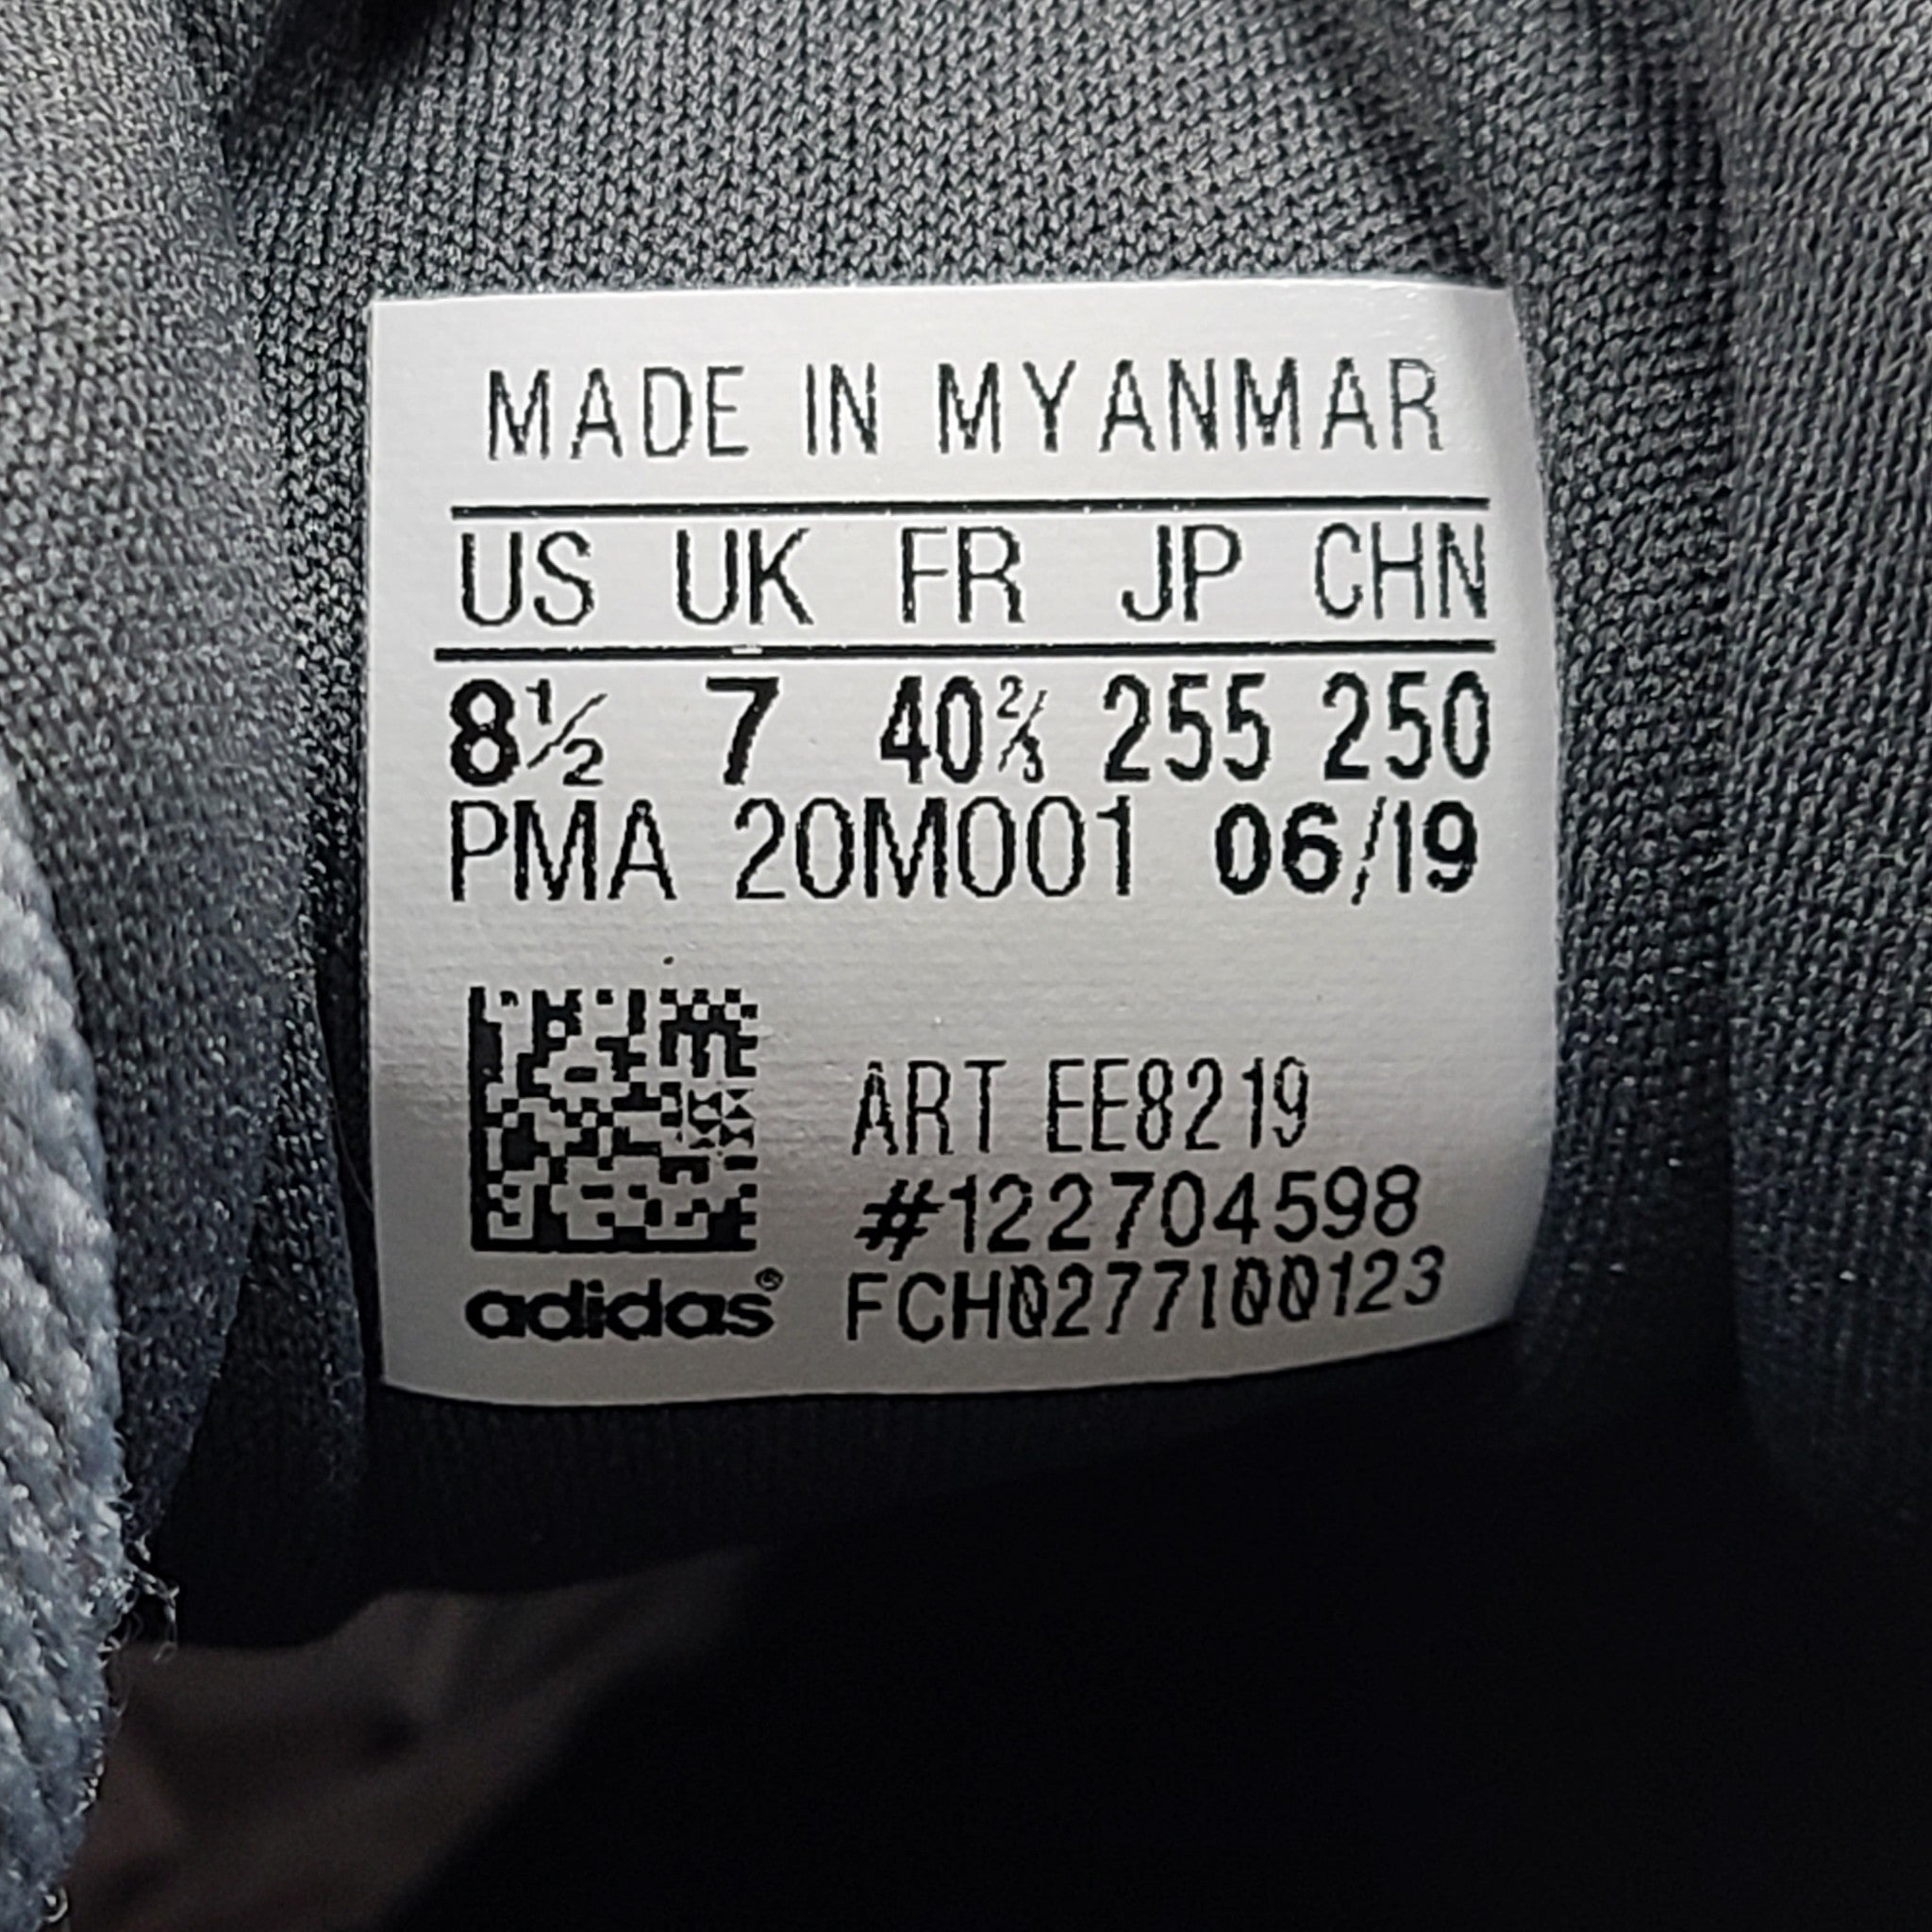 MADE IN MYANMAR
US UK FR JP CHN
8½ 7 40⅔ 255 250
PMA 20M001 06/19
ART EE8219
#122704598
adidas® FCH0277100123